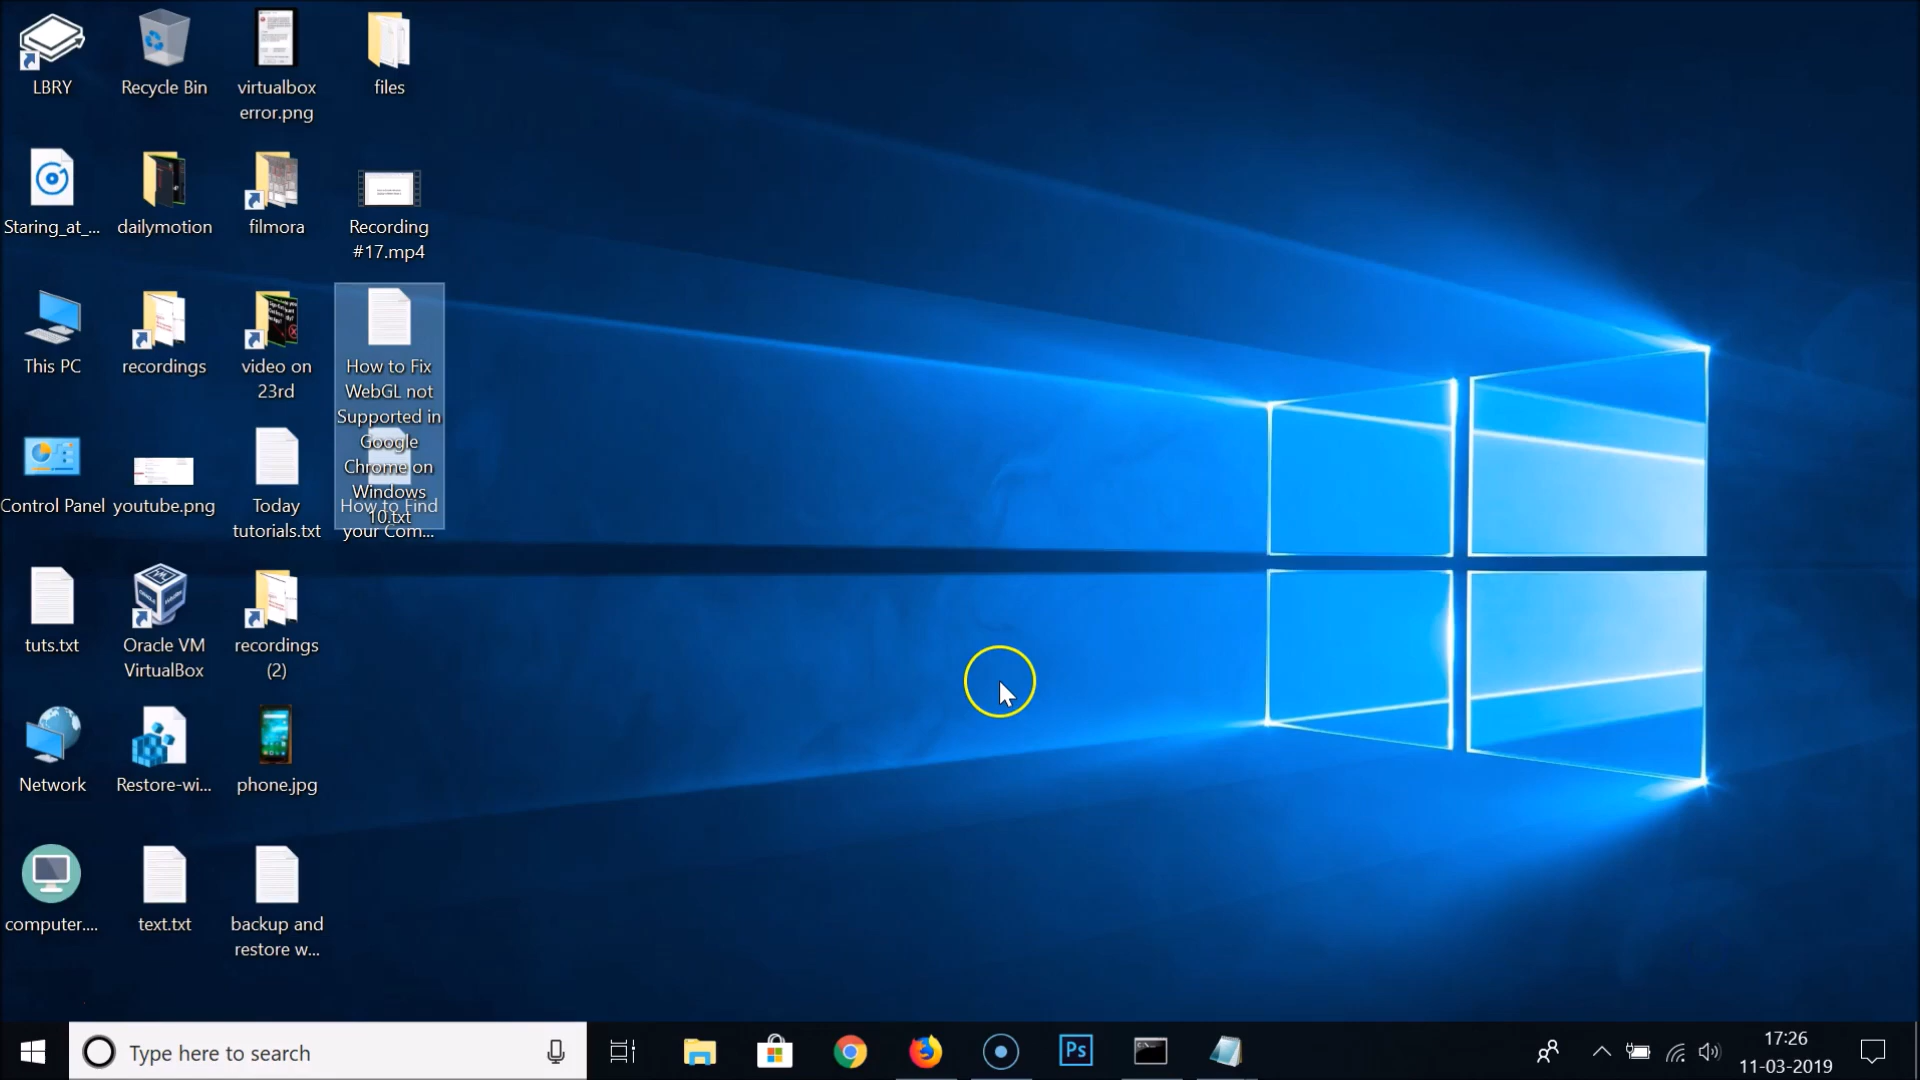 LBRY
Recycle Bin
virtualbox
error.png
files
Staring_at_...
dailymotion
filmora
Recording
#17.mp4
This PC
recordings
video on
23rd
How to Fix
WebGL not
Supported in
Google
Chrome on
Windows
10.txt
Control Panel
youtube.png
Today
tutorials.txt
How to Find
your Com...
tuts.txt
Oracle VM
VirtualBox
recordings
(2)
Network
Restore-wi...
phone.jpg
computer....
text.txt
backup and
restore w...
Type here to search
Ps
17:26
11-03-2019